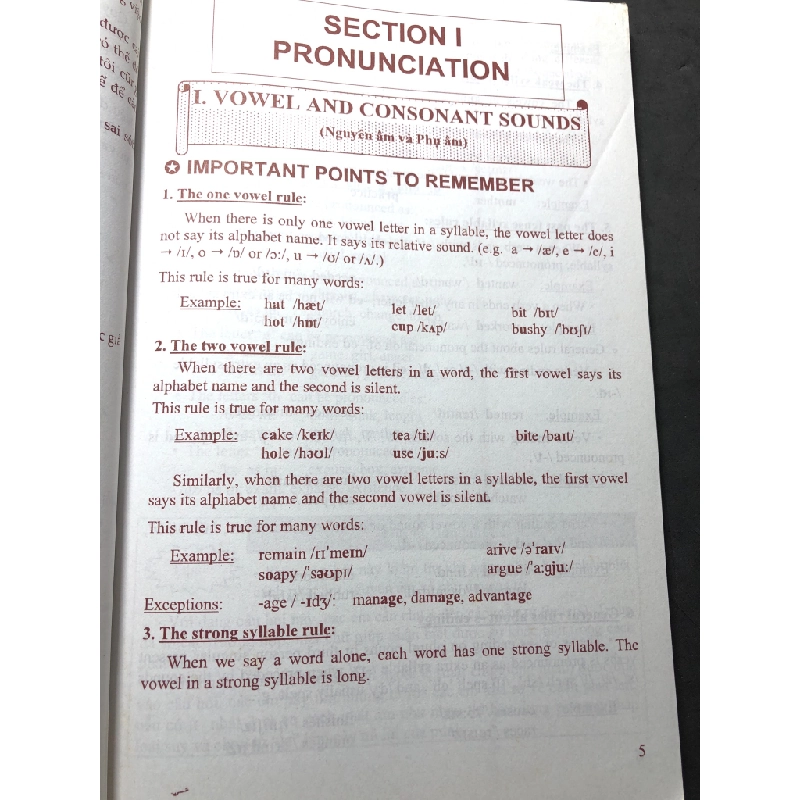 SECTION I
PRONUNCIATION
I. VOWEL AND CONSONANT SOUNDS
(Nguyên âm và Phụ âm)
✪ IMPORTANT POINTS TO REMEMBER
1. The one vowel rule:
When there is only one vowel letter in a syllable, the vowel letter does
not say its alphabet name. It says its relative sound. (e.g. a → /æ/, e → /e/, i
→ /ɪ/, o → /ɒ/ or /ɔː/, u → /ʊ/ or /ʌ/.)
This rule is true for many words:
Example: hat /hæt/ let /let/ bit /bɪt/
hot /hɒt/ cup /kʌp/ bushy /'bʊʃɪ/
2. The two vowel rule:
When there are two vowel letters in a word, the first vowel says its
alphabet name and the second is silent.
This rule is true for many words:
Example: cake /keɪk/ tea /tiː/ bite /baɪt/
hole /həʊl/ use /juːs/
Similarly, when there are two vowel letters in a syllable, the first vowel
says its alphabet name and the second vowel is silent.
This rule is true for many words:
Example: remain /rɪ'meɪn/ arive /ə'raɪv/
soapy /'səʊpɪ/ argue /'aːgjuː/
Exceptions: -age / -ɪdʒ/: manage, damage, advantage
3. The strong syllable rule:
When we say a word alone, each word has one strong syllable. The
vowel in a strong syllable is long.
5